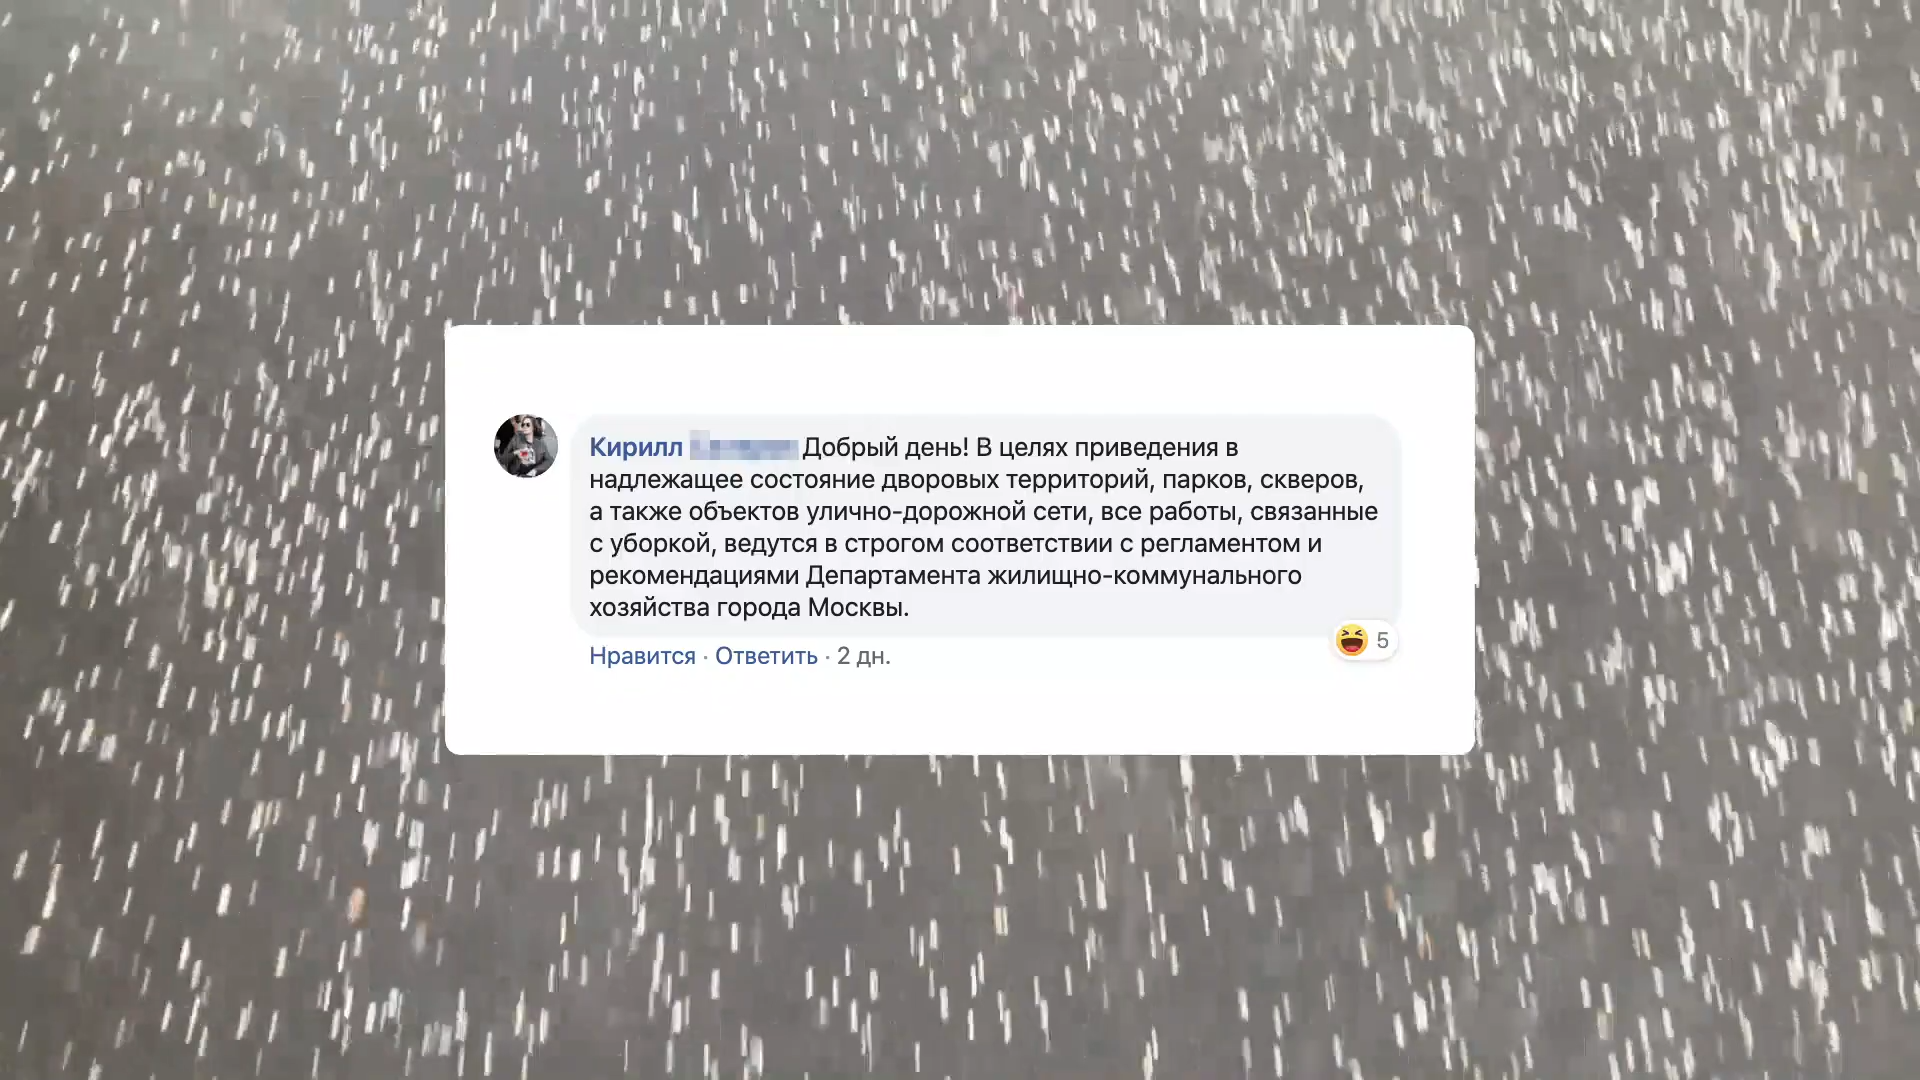 Кирилл Добрый день! В целях приведения в
надлежащее состояние дворовых территорий, парков, скверов,
а также объектов улично-дорожной сети, все работы, связанные
с уборкой, ведутся в строгом соответствии с регламентом и
рекомендациями Департамента жилищно-коммунального
хозяйства города Москвы.
Нравится · Ответить · 2 дн.
5